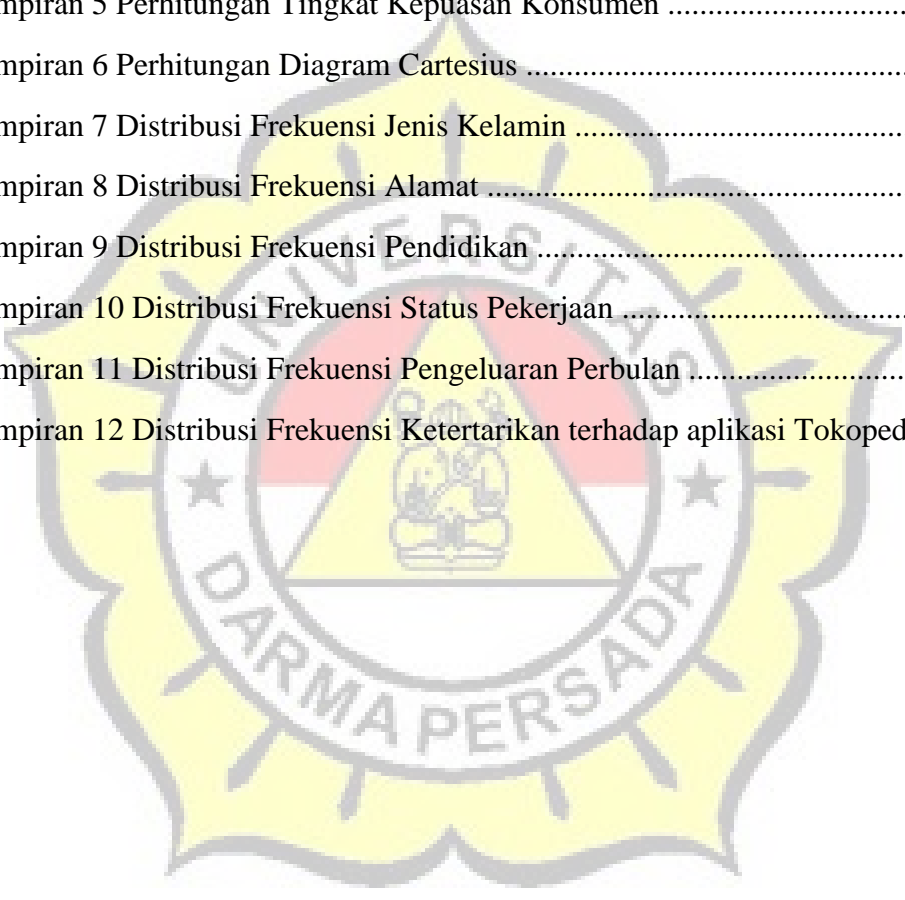 mpiran 5 Perhitungan Tingkat Kepuasan Konsumen ........................................
mpiran 6 Perhitungan Diagram Cartesius ...............................................................
mpiran 7 Distribusi Frekuensi Jenis Kelamin ..........................................................
mpiran 8 Distribusi Frekuensi Alamat ....................................................................
mpiran 9 Distribusi Frekuensi Pendidikan ............................................................
mpiran 10 Distribusi Frekuensi Status Pekerjaan ..............................................
mpiran 11 Distribusi Frekuensi Pengeluaran Perbulan ...................................
mpiran 12 Distribusi Frekuensi Ketertarikan terhadap aplikasi Tokoped
UNIVERSITAS
DARMA PERSADA